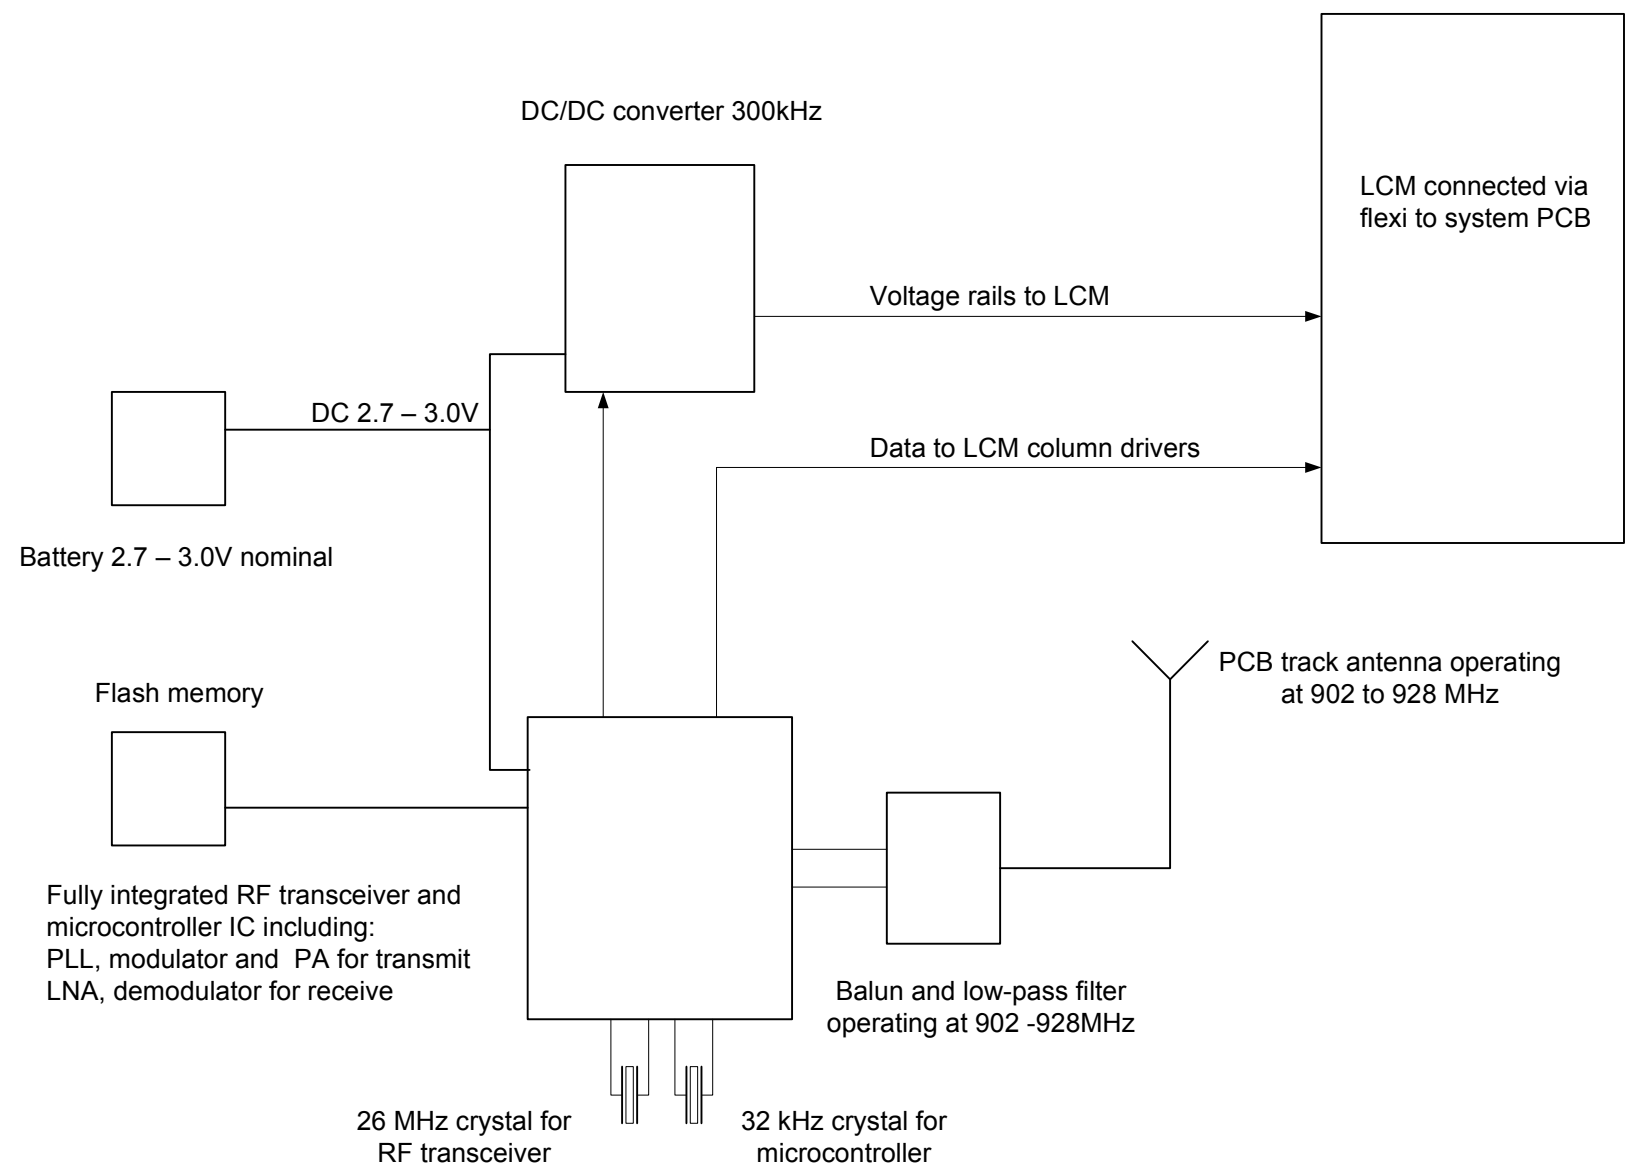 DC/DC converter 300kHz
LCM connected via
flexi to system PCB
Voltage rails to LCM
DC 2.7 – 3.0V
Data to LCM column drivers
Battery 2.7 – 3.0V nominal
PCB track antenna operating
at 902 to 928 MHz
Flash memory
Fully integrated RF transceiver and
microcontroller IC including:
PLL, modulator and  PA for transmit
LNA, demodulator for receive
Balun and low-pass filter
operating at 902 -928MHz
26 MHz crystal for
RF transceiver
32 kHz crystal for
microcontroller